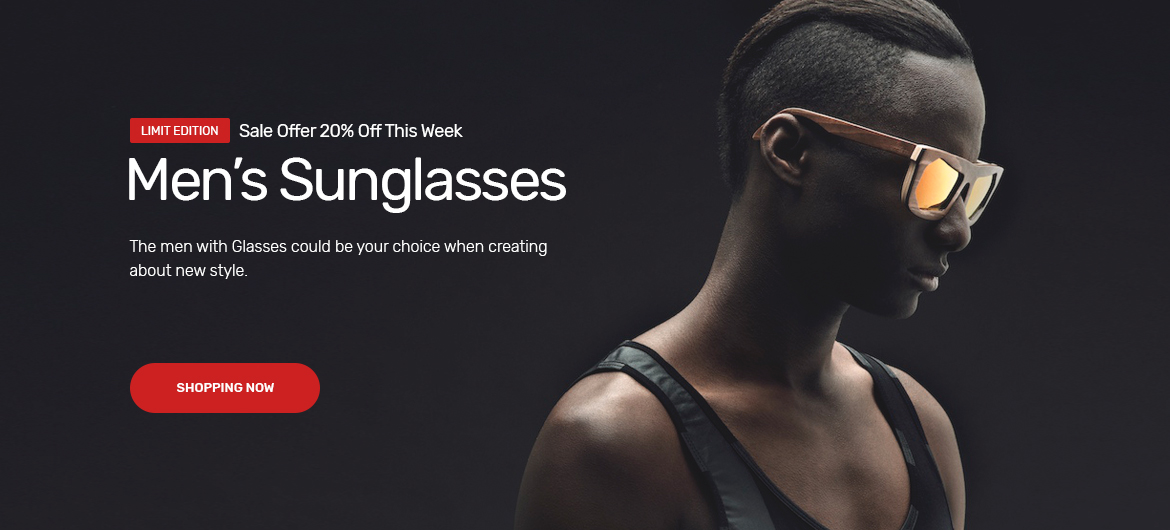 LIMIT EDITION Sale Offer 20% Off This Week
Men’s Sunglasses
The men with Glasses could be your choice when creating
about new style.
SHOPPING NOW